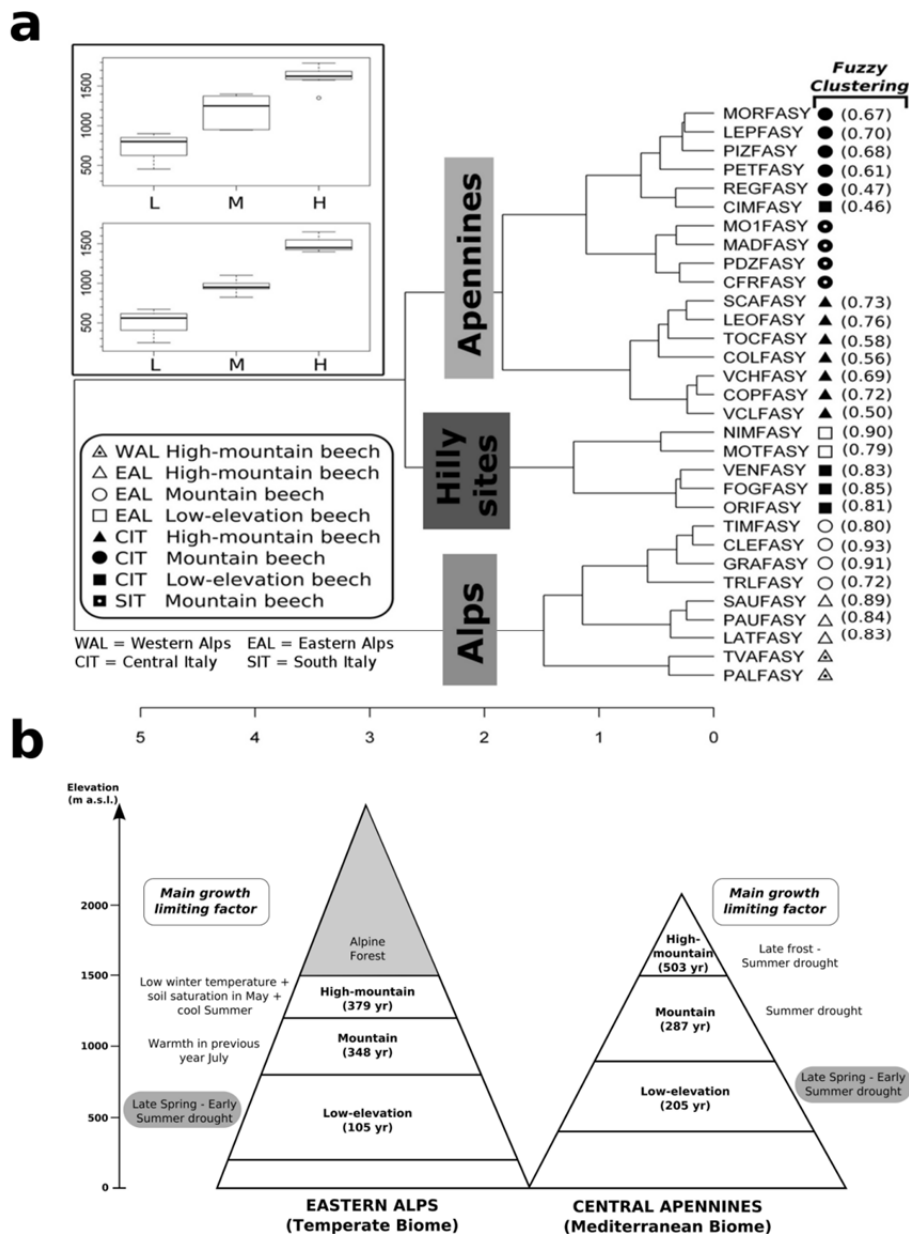 a
1500
1000
500
L M H
1500
1000
500
L M H
Apennines
Hilly
sites
Alps
Fuzzy
Clustering
MORFASY (0.67)
LEPFASY (0.70)
PIZFASY (0.68)
PETFASY (0.61)
REGFASY (0.47)
CIMFASY (0.46)
MO1FASY
MADFASY
PDZFASY
CFRFASY
SCAFASY (0.73)
LEOFASY (0.76)
TOCFASY (0.58)
COLFASY (0.56)
VCHFASY (0.69)
COPFASY (0.72)
VCLFASY (0.50)
NIMFASY (0.90)
MOTFASY (0.79)
VENFASY (0.83)
FOGFASY (0.85)
ORIFASY (0.81)
TIMFASY (0.80)
CLEFASY (0.93)
GRAFASY (0.91)
TRLFASY (0.72)
SAUFASY (0.89)
PAUFASY (0.84)
LATFASY (0.83)
TVAFASY
PALFASY
WAL High-mountain beech
EAL High-mountain beech
EAL Mountain beech
EAL Low-elevation beech
CIT High-mountain beech
CIT Mountain beech
CIT Low-elevation beech
SIT Mountain beech
WAL = Western Alps EAL = Eastern Alps
CIT = Central Italy SIT = South Italy
5 4 3 2 1 0
b
Elevation
(m a.s.l.)
2000
1500
1000
500
0
Main growth
limiting factor
Low winter temperature +
soil saturation in May +
cool Summer
Warmth in previous
year July
Late Spring - Early
Summer drought
Alpine
Forest
High-mountain
(379 yr)
Mountain
(348 yr)
Low-elevation
(105 yr)
EASTERN ALPS
(Temperate Biome)
High-
mountain
(503 yr)
Mountain
(287 yr)
Low-elevation
(205 yr)
CENTRAL APENNINES
(Mediterranean Biome)
Main growth
limiting factor
Late frost -
Summer drought
Summer drought
Late Spring - Early
Summer drought